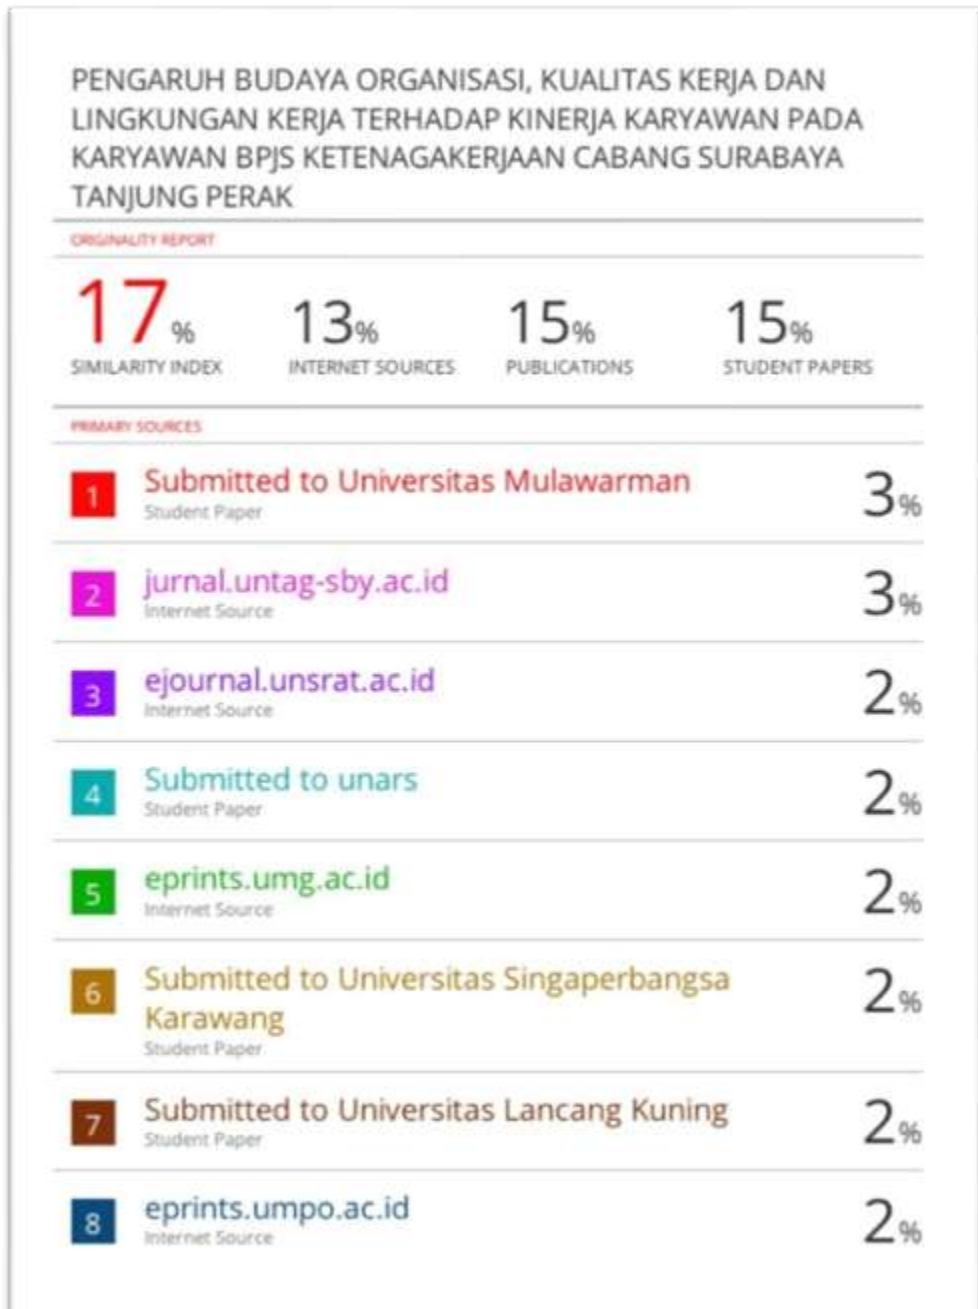 PENGARUH BUDAYA ORGANISASI, KUALITAS KERJA DAN
LINGKUNGAN KERJA TERHADAP KINERJA KARYAWAN PADA
KARYAWAN BPJS KETENAGAKERJAAN CABANG SURABAYA
TANJUNG PERAK
ORIGINALITY REPORT
17% 13% 15% 15%
SIMILARITY INDEX INTERNET SOURCES PUBLICATIONS STUDENT PAPERS
PRIMARY SOURCES
1 Submitted to Universitas Mulawarman 3%
Student Paper
2 jurnal.untag-sby.ac.id 3%
Internet Source
3 ejournal.unsrat.ac.id 2%
Internet Source
4 Submitted to unars 2%
Student Paper
5 eprints.umg.ac.id 2%
Internet Source
6 Submitted to Universitas Singaperbangsa 2%
Karawang
Student Paper
7 Submitted to Universitas Lancang Kuning 2%
Student Paper
8 eprints.umpo.ac.id 2%
Internet Source